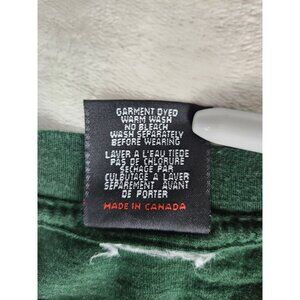 GARMENT DYED
WARM WASH
NO BLEACH
WASH SEPARATELY
BEFORE WEARING
LAVER A L'EAU TIEDE
PAS DE CHLORURE
SECHAGE PAR
CULBUTAGE A LAVER
SEPAREMENT AVANT
DE PORTER
MADE IN CANADA